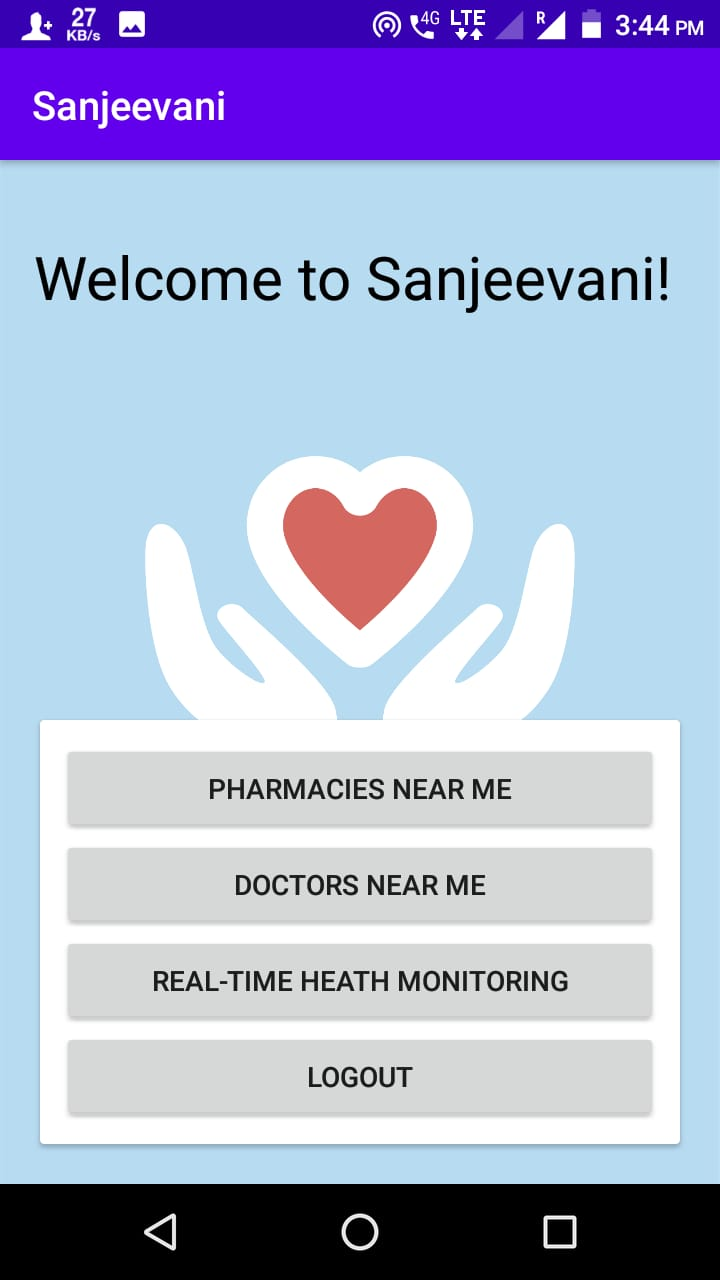 27
KB/s
4G
LTE
R
3:44 PM
Sanjeevani
Welcome to Sanjeevani!
PHARMACIES NEAR ME
DOCTORS NEAR ME
REAL-TIME HEATH MONITORING
LOGOUT